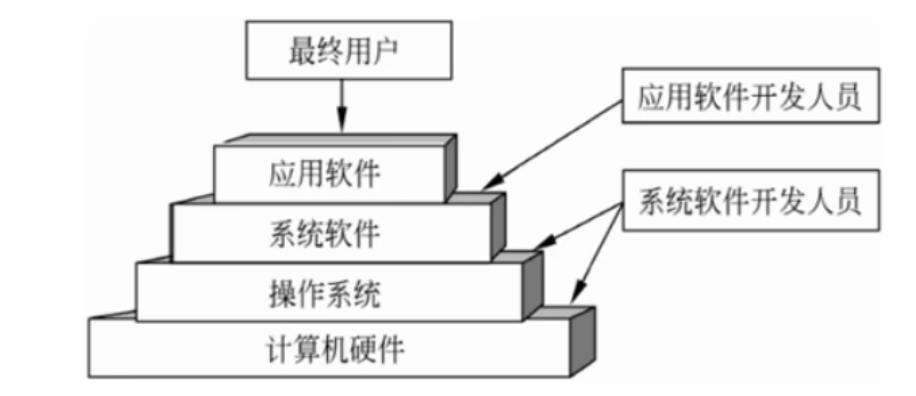 最终用户
应用软件开发人员
应用软件
系统软件开发人员
系统软件
操作系统
计算机硬件